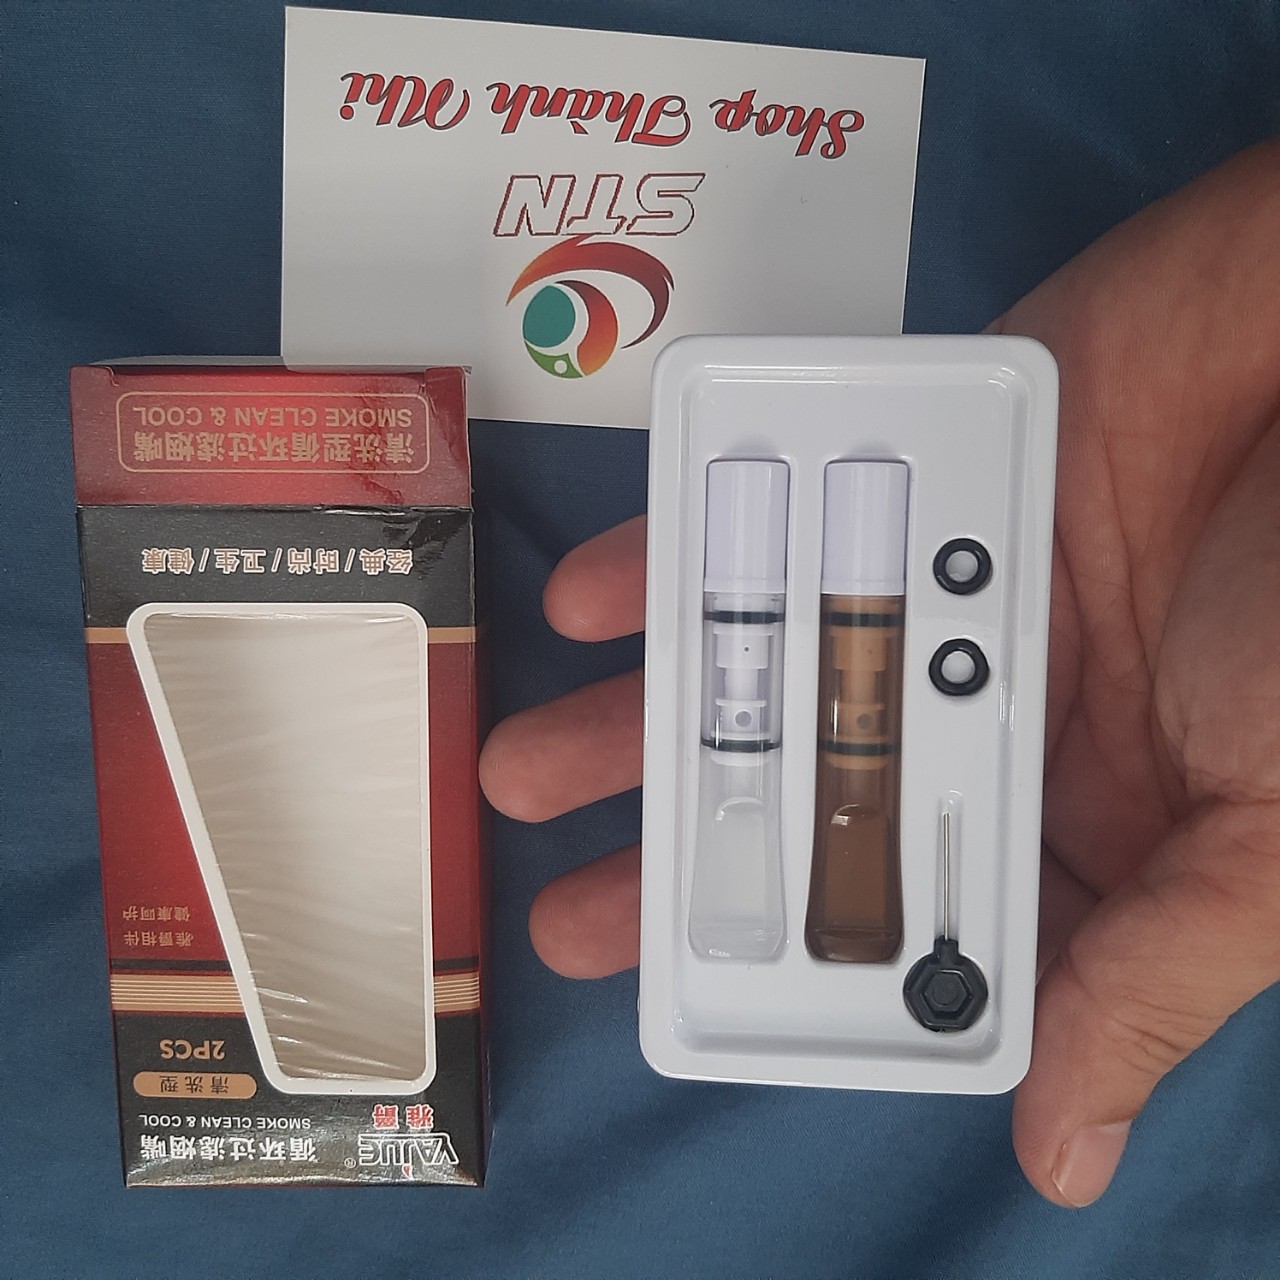 Shop Thành Nhi
STN
YAJUE®
雅爵
循环过滤烟嘴
SMOKE CLEAN & COOL
清洗型
2PCS
雅爵相伴
健康呵护
经典/时尚/卫生/健康
清洗型循环过滤烟嘴
SMOKE CLEAN & COOL